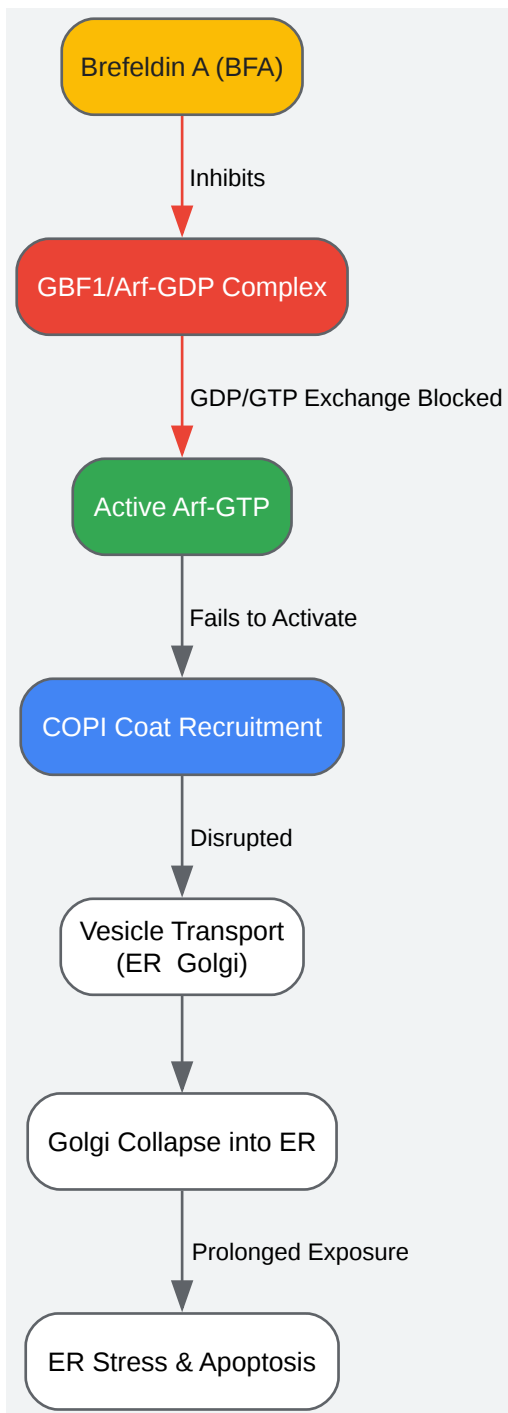 Brefeldin A (BFA)
Inhibits
GBF1/Arf-GDP Complex
GDP/GTP Exchange Blocked
Active Arf-GTP
Fails to Activate
COPI Coat Recruitment
Disrupted
Vesicle Transport
(ER  Golgi)
Golgi Collapse into ER
Prolonged Exposure
ER Stress & Apoptosis